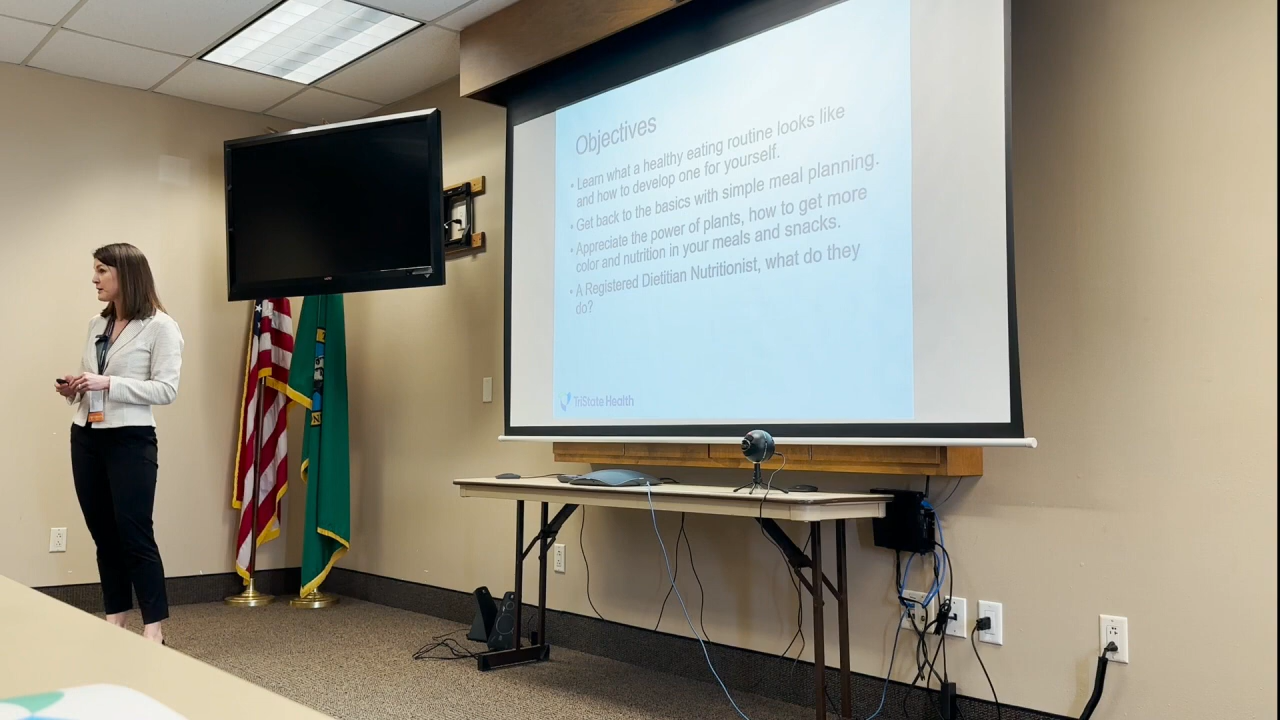 Objectives
• Learn what a healthy eating routine looks like
and how to develop one for yourself.
• Get back to the basics with simple meal planning.
• Appreciate the power of plants, how to get more
color and nutrition in your meals and snacks.
• A Registered Dietitian Nutritionist, what do they
do?
TriState Health